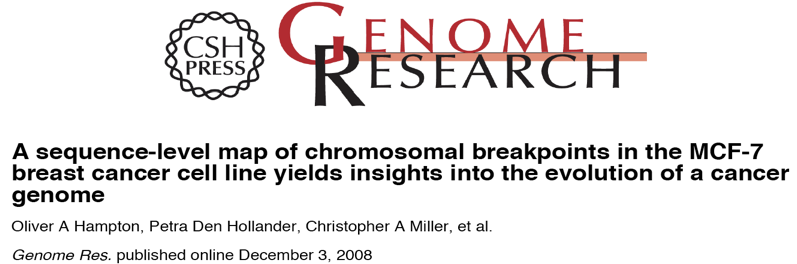 CSH
PRESS
GENOME
RESEARCH
A sequence-level map of chromosomal breakpoints in the MCF-7
breast cancer cell line yields insights into the evolution of a cancer
genome
Oliver A Hampton, Petra Den Hollander, Christopher A Miller, et al.
Genome Res. published online December 3, 2008